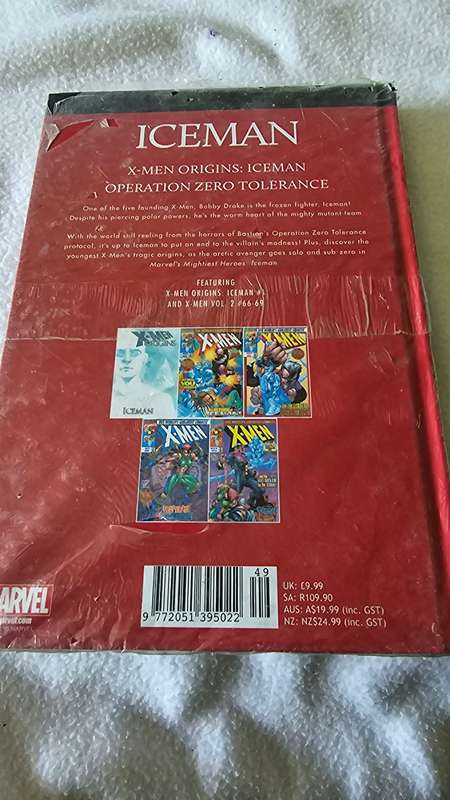 ICEMAN
X-MEN ORIGINS: ICEMAN
OPERATION ZERO TOLERANCE
One of the five founding X-Men, Bobby Drake is the frozen fighter, Iceman!
Despite his piercing polar powers, he's the warm heart of the mighty mutant team.
With the world still reeling from the horrors of Bastion's Operation Zero Tolerance
protocol, it's up to Iceman to put an end to the villain's madness! Plus, discover the
youngest X-Men's tragic origins, as the arctic avenger goes solo and sub-zero in
Marvel's Mightiest Heroes: Iceman.
FEATURING
X-MEN ORIGINS: ICEMAN #1
AND X-MEN VOL. 2 #66-69
X-MEN
ORIGINS
ICEMAN
X-MEN
X-MEN
X-MEN
X-MEN
49
9 772051 395022
UK: £9.99
SA: R109.90
AUS: A$19.99 (inc. GST)
NZ: NZ$24.99 (inc. GST)
MARVEL